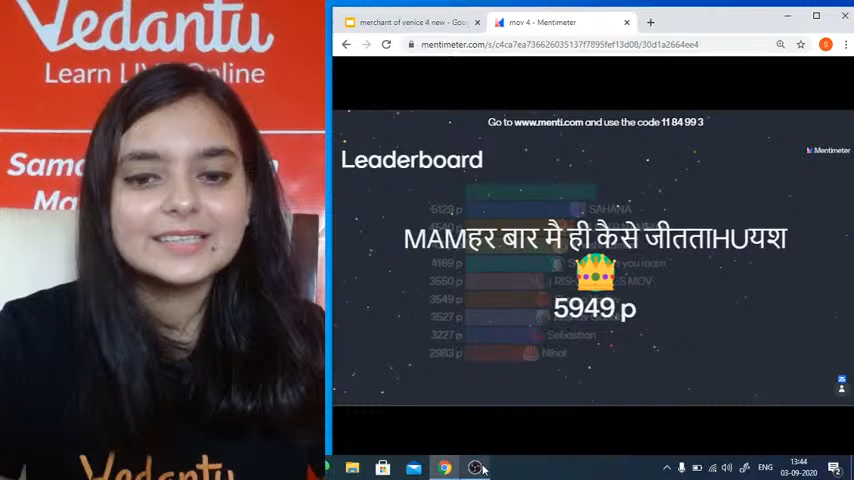 Vedantu
Learn LIVE Online
merchant of venice 4 new - Goo
mov 4 - Mentimeter
mentimeter.com/s/c4ca7ea736626035137f7895fef13d08/30d1a2664ee4
Go to www.menti.com and use the code 11 84 99 3
Mentimeter
Leaderboard
5129 p SAHANA
MAMहर बार मै ही कैसे जीतताHUयश
4169 p
3550 p
5949 p
3549 p
3527 p
3227 p Sebastian
2983 p Nihal
Vedantu
ENG
13:44
03-09-2020